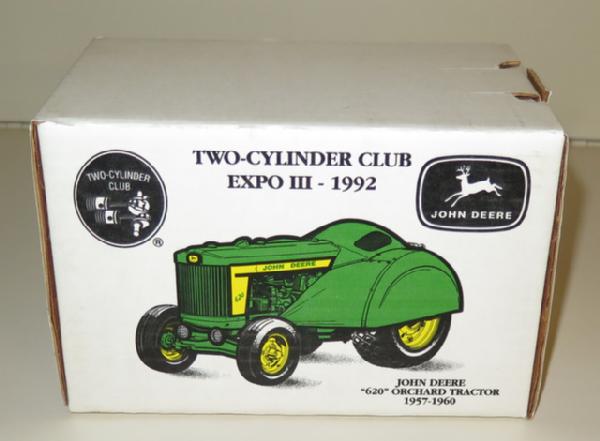 TWO-CYLINDER CLUB
EXPO III - 1992
TWO-CYLINDER
CLUB
®
JOHN DEERE
JOHN DEERE
620
JOHN DEERE
"620" ORCHARD TRACTOR
1957-1960